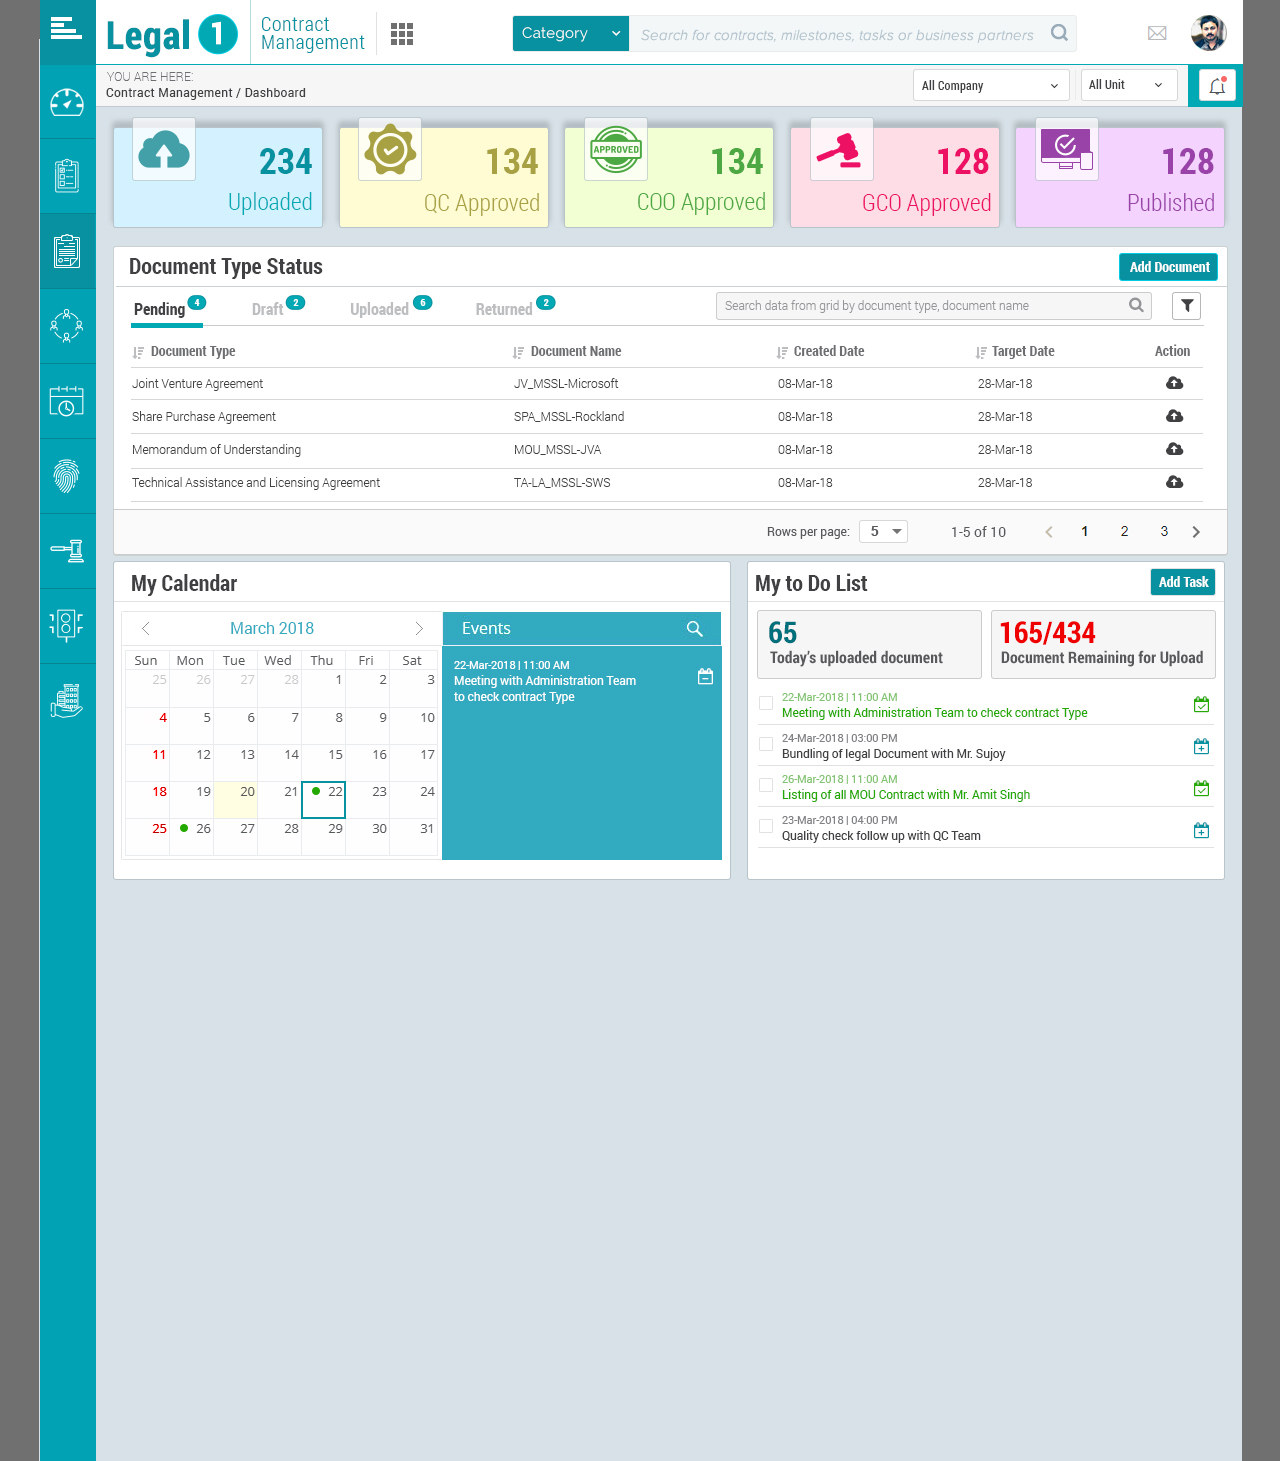 Legal 1
Contract
Management
Category
Search for contracts, milestones, tasks or business partners
YOU ARE HERE:
Contract Management / Dashboard
All Company
All Unit
234
Uploaded
134
QC Approved
APPROVED
134
COO Approved
128
GCO Approved
128
Published
Document Type Status
Add Document
Pending 4
Draft 2
Uploaded 6
Returned 2
Search data from grid by document type, document name
Document Type Document Name Created Date Target Date Action
Joint Venture Agreement JV_MSSL-Microsoft 08-Mar-18 28-Mar-18
Share Purchase Agreement SPA_MSSL-Rockland 08-Mar-18 28-Mar-18
Memorandum of Understanding MOU_MSSL-JVA 08-Mar-18 28-Mar-18
Technical Assistance and Licensing Agreement TA-LA_MSSL-SWS 08-Mar-18 28-Mar-18
Rows per page: 5 1-5 of 10 1 2 3
My Calendar
March 2018
Sun Mon Tue Wed Thu Fri Sat
25 26 27 28 1 2 3
4 5 6 7 8 9 10
11 12 13 14 15 16 17
18 19 20 21 22 23 24
25 26 27 28 29 30 31
Events
22-Mar-2018 | 11:00 AM
Meeting with Administration Team
to check contract Type
My to Do List
Add Task
65
Today's uploaded document
165/434
Document Remaining for Upload
22-Mar-2018 | 11:00 AM
Meeting with Administration Team to check contract Type
24-Mar-2018 | 03:00 PM
Bundling of legal Document with Mr. Sujoy
26-Mar-2018 | 11:00 AM
Listing of all MOU Contract with Mr. Amit Singh
23-Mar-2018 | 04:00 PM
Quality check follow up with QC Team